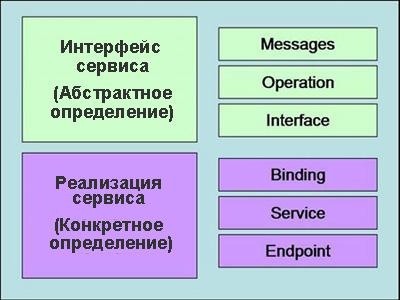 Интерфейс
сервиса
(Абстрактное
определение)
Messages
Operation
Interface
Реализация
сервиса
(Конкретное
определение)
Binding
Service
Endpoint